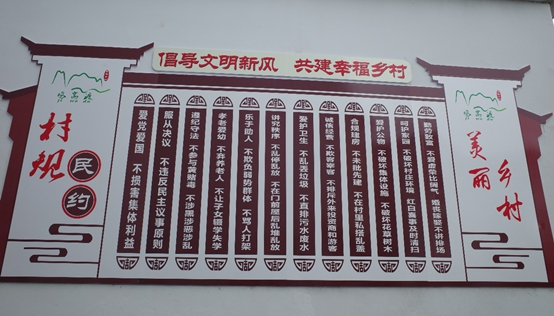 倡导文明新风 共建幸福乡村
村规民约
爱党爱国 不损害集体利益
服从决议 不违反民主议事原则
遵纪守法 不参与黄赌毒 不涉黑涉恶涉乱
孝老爱幼 不弃养老人 不让子女辍学失学
乐于助人 不欺负弱势群体 不骂人打架
讲究秩序 不乱停乱放 不在门前屋后乱堆乱放
爱护卫生 不乱丢垃圾 不直排污水废水
诚信经营 不欺客宰客 不排挤外来投资商和游客
合规建房 不未批先建 不在村里私搭乱盖
爱护公物 不破坏集体设施 不破坏花草树木
呵护家园 不破坏村庄环境 红白喜事及时清扫
勤劳致富 不爱虚荣比阔气 婚丧嫁娶不讲排场
美丽乡村